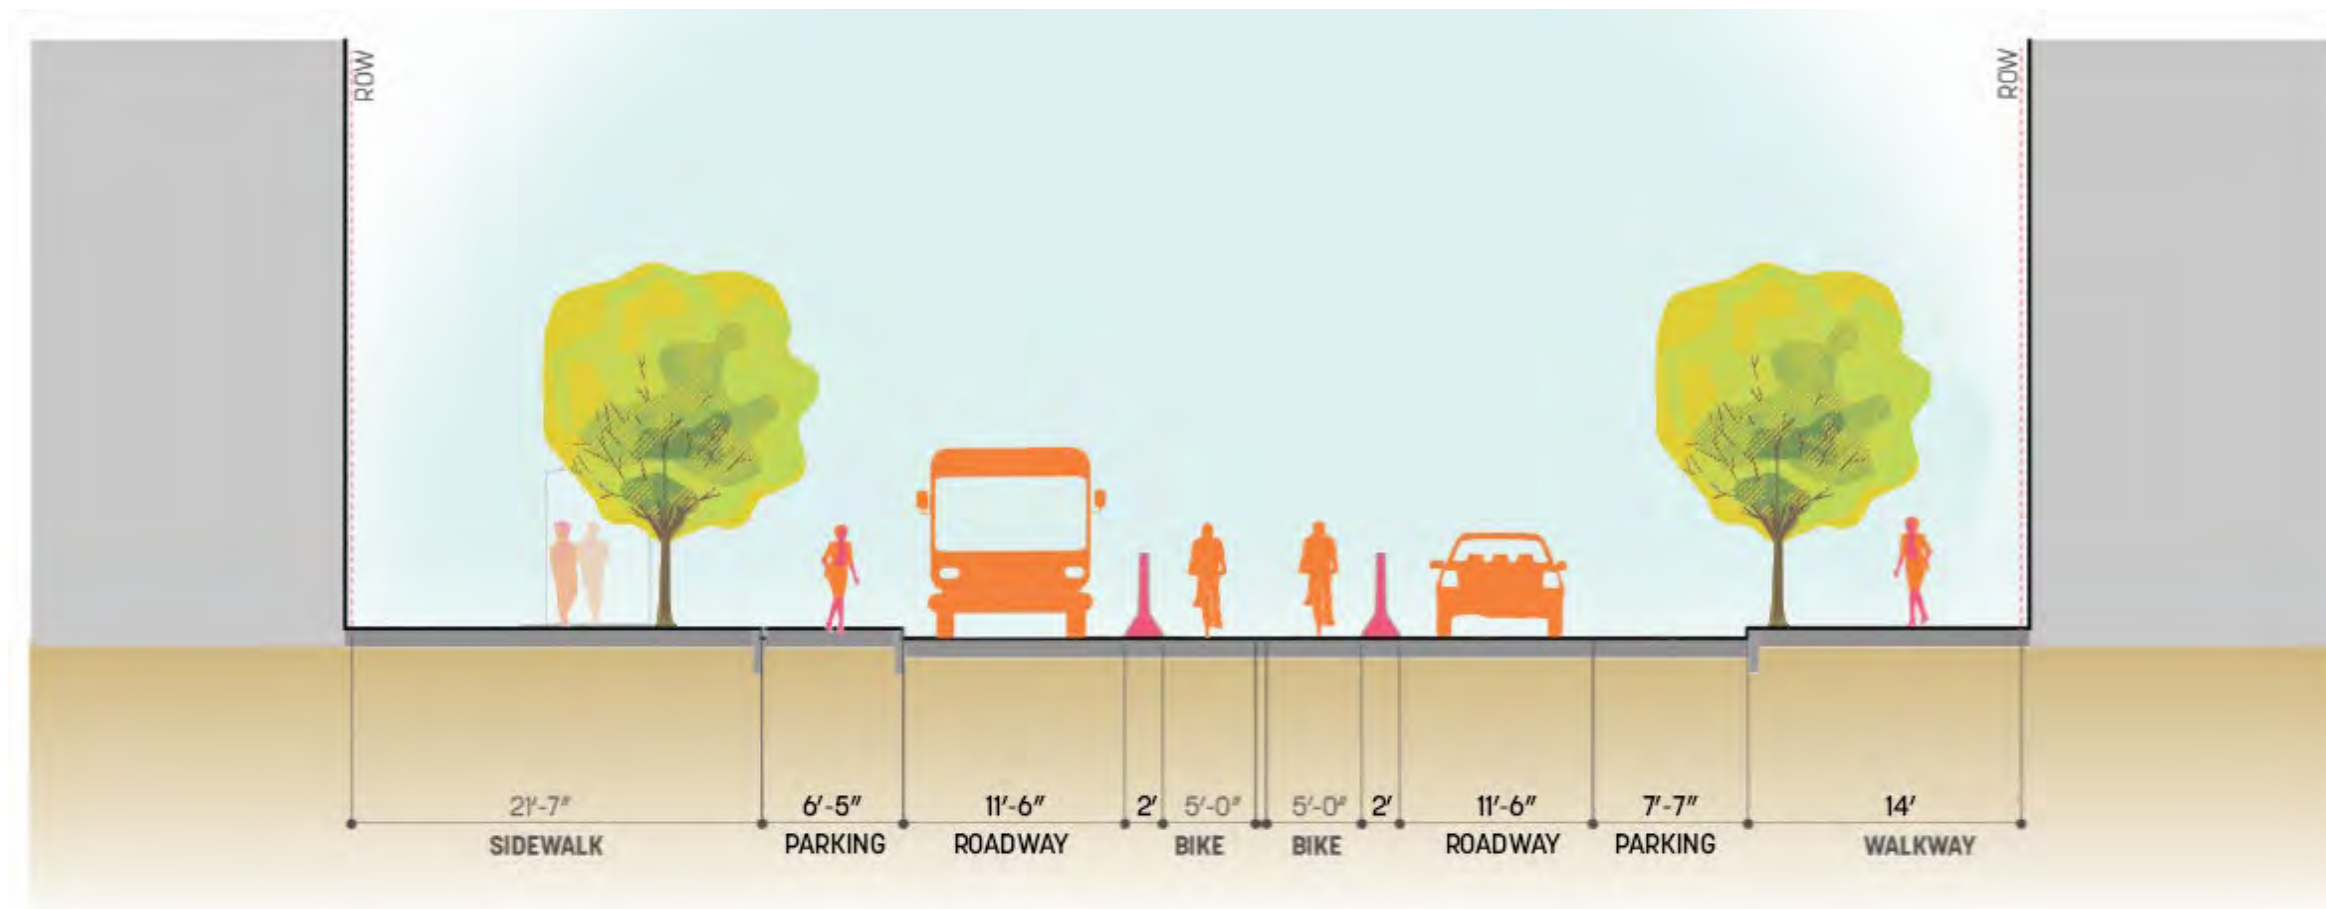 ROW
ROW
21'-7" 6'-5" 11'-6" 2' 5'-0" 5'-0" 2' 11'-6" 7'-7" 14'
SIDEWALK PARKING ROADWAY BIKE BIKE ROADWAY PARKING WALKWAY